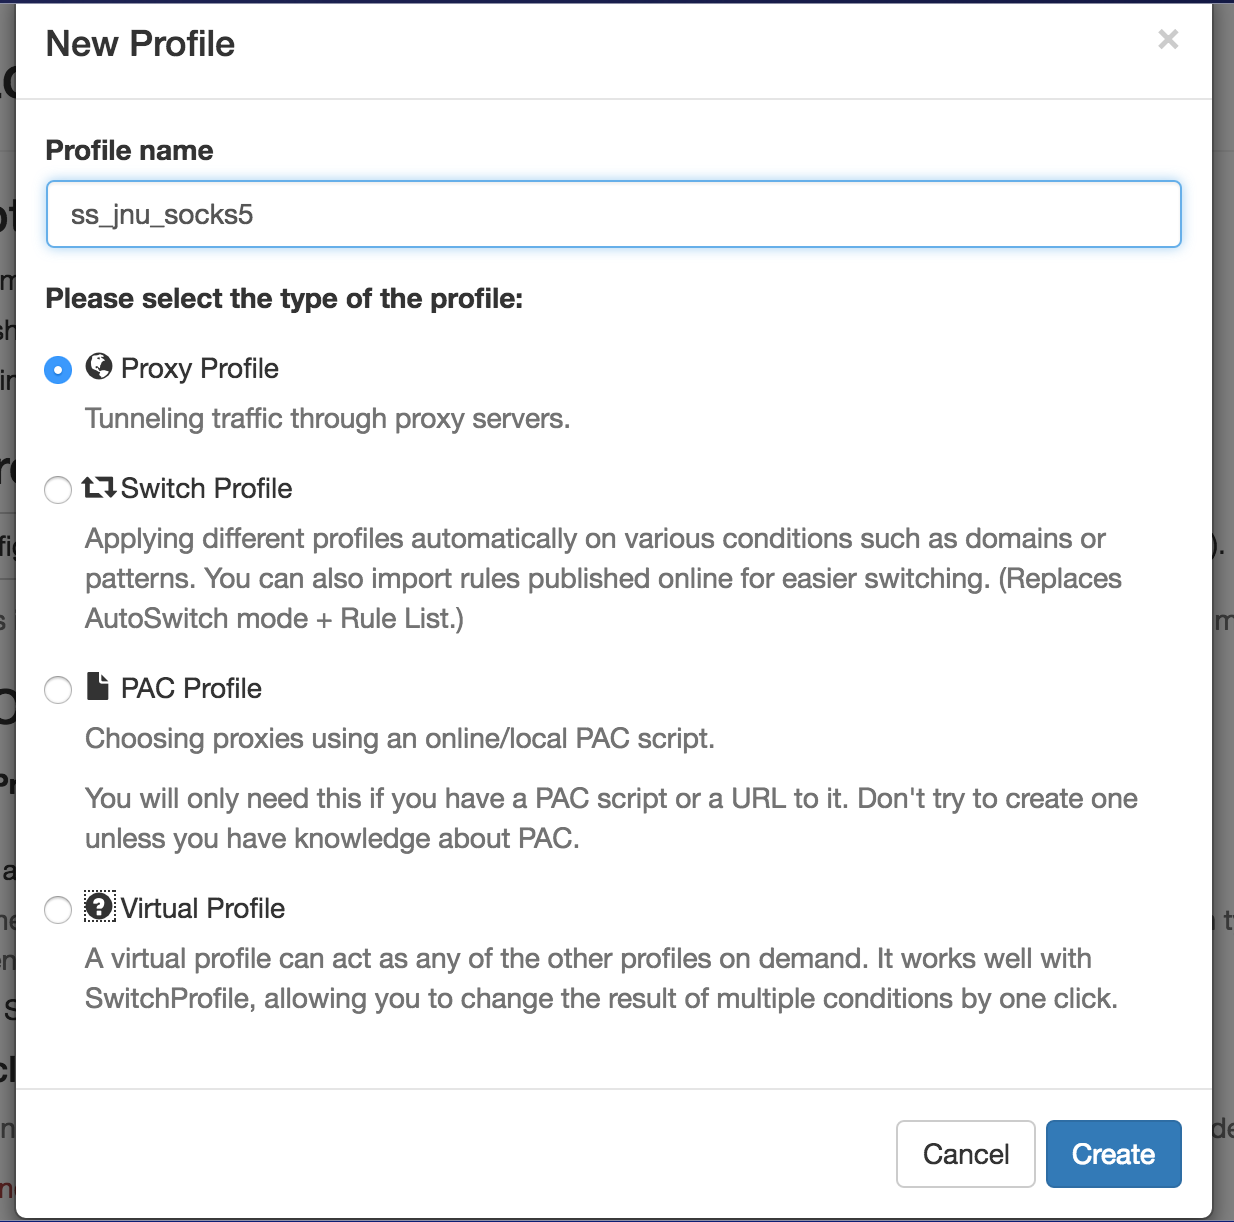 New Profile
×
Profile name
ss_jnu_socks5
Please select the type of the profile:
Proxy Profile
Tunneling traffic through proxy servers.
Switch Profile
Applying different profiles automatically on various conditions such as domains or
patterns. You can also import rules published online for easier switching. (Replaces
AutoSwitch mode + Rule List.)
PAC Profile
Choosing proxies using an online/local PAC script.
You will only need this if you have a PAC script or a URL to it. Don't try to create one
unless you have knowledge about PAC.
Virtual Profile
A virtual profile can act as any of the other profiles on demand. It works well with
SwitchProfile, allowing you to change the result of multiple conditions by one click.
Cancel
Create